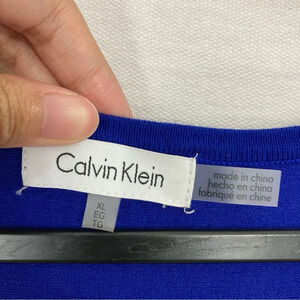 Calvin Klein
XL
EG
TG
made in china
hecho en china
fabriqué en chine